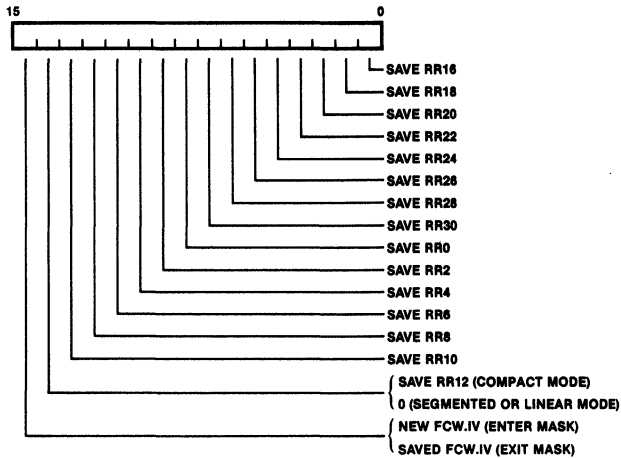 15 0
SAVE RR16
SAVE RR18
SAVE RR20
SAVE RR22
SAVE RR24
SAVE RR26
SAVE RR28
SAVE RR30
SAVE RR0
SAVE RR2
SAVE RR4
SAVE RR6
SAVE RR8
SAVE RR10
SAVE RR12 (COMPACT MODE)
0 (SEGMENTED OR LINEAR MODE)
NEW FCW.IV (ENTER MASK)
SAVED FCW.IV (EXIT MASK)